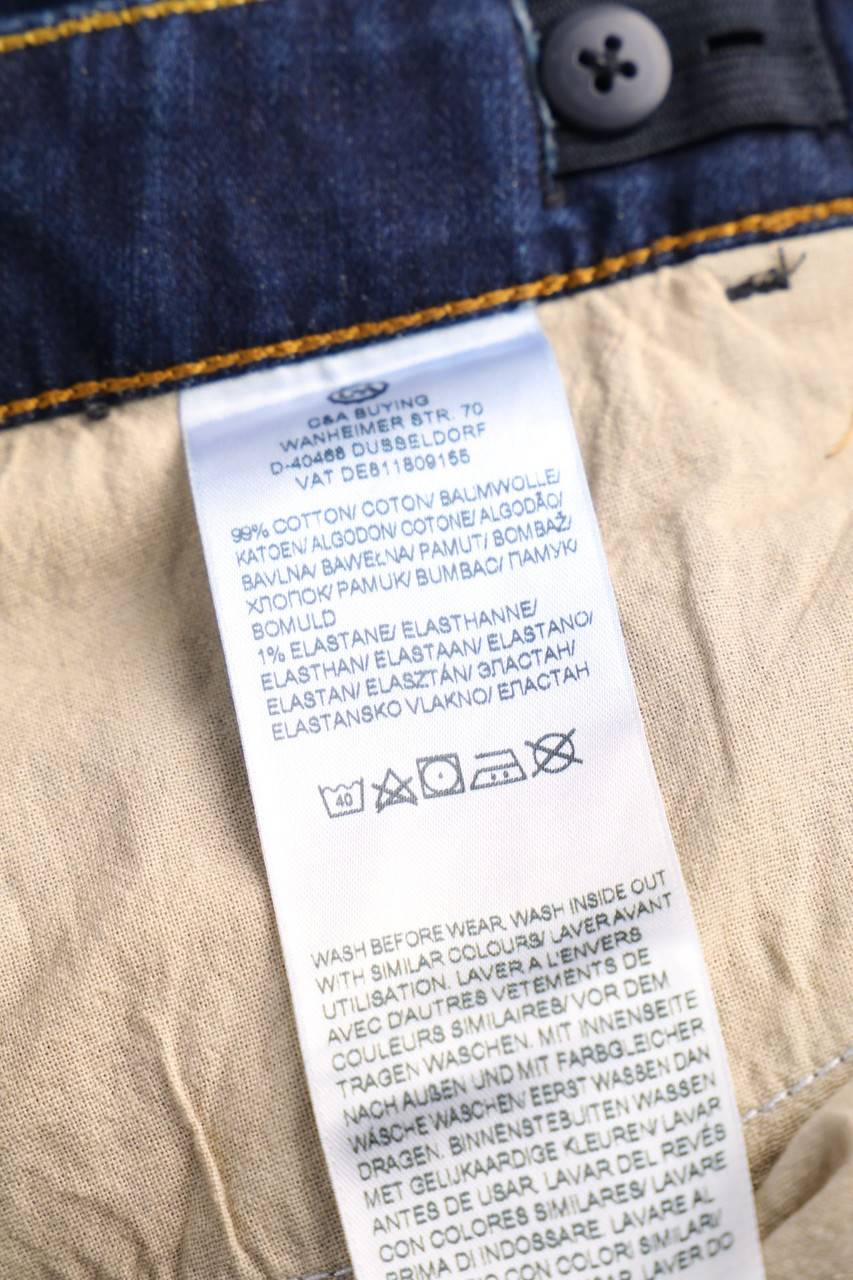 C&A BUYING
WANHEIMER STR. 70
D-40468 DUSSELDORF
VAT DE811809155
99% COTTON/ COTON/ BAUMWOLLE/
KATOEN/ ALGODON/ COTONE/ ALGODÃO/
BAVLNA/ BAWEŁNA/ PAMUT/ BOMBAŽ/
ХЛОПОК/ PAMUK/ BUMBAC/ ПАМУК/
BOMULD
1% ELASTANE/ ELASTHANNE/
ELASTHAN/ ELASTAAN/ ELASTANO/
ELASTAN/ ELASZTÁN/ ЭЛАСТАН/
ELASTANSKO VLAKNO/ ЕЛАСТАН
40
WASH BEFORE WEAR. WASH INSIDE OUT
WITH SIMILAR COLOURS/ LAVER AVANT
UTILISATION. LAVER A L'ENVERS
AVEC D'AUTRES VETEMENTS DE
COULEURS SIMILAIRES/ VOR DEM
TRAGEN WASCHEN. MIT INNENSEITE
NACH AUßEN UND MIT FARBGLEICHER
WÄSCHE WASCHEN/ EERST WASSEN DAN
DRAGEN. BINNENSTEBUITEN WASSEN
MET GELIJKAARDIGE KLEUREN/ LAVAR
ANTES DE USAR. LAVAR DEL REVÉS
CON COLORES SIMILARES/ LAVARE
PRIMA DI INDOSSARE. LAVARE AL
CON COLORI SIMILARI/
LAVER DO